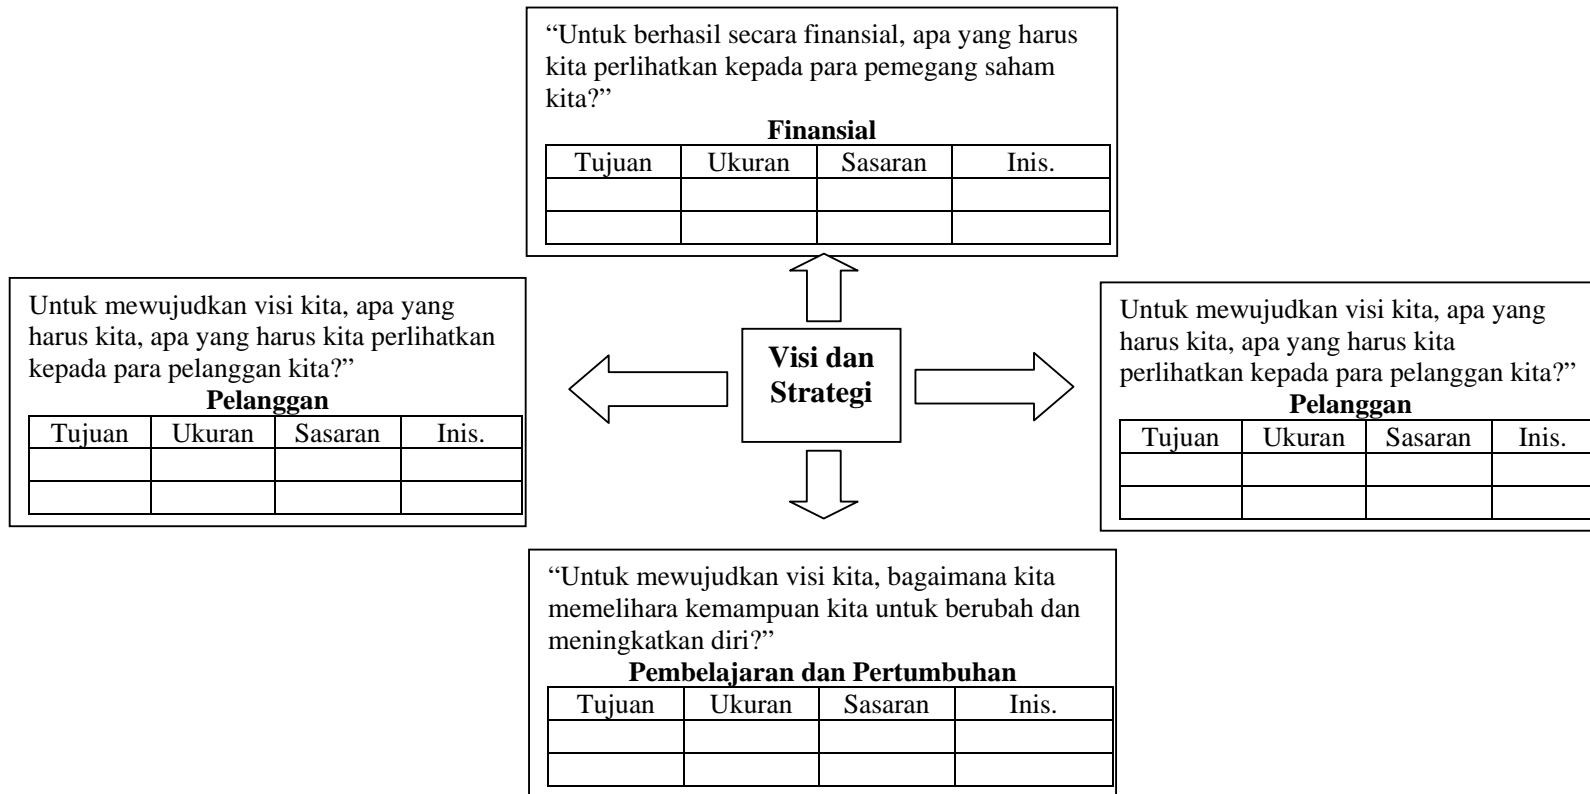 “Untuk berhasil secara finansial, apa yang harus
kita perlihatkan kepada para pemegang saham
kita?”
Finansial
Tujuan Ukuran Sasaran Inis.
Untuk mewujudkan visi kita, apa yang
harus kita, apa yang harus kita perlihatkan
kepada para pelanggan kita?”
Pelanggan
Tujuan Ukuran Sasaran Inis.
Visi dan
Strategi
Untuk mewujudkan visi kita, apa yang
harus kita, apa yang harus kita
perlihatkan kepada para pelanggan kita?”
Pelanggan
Tujuan Ukuran Sasaran Inis.
“Untuk mewujudkan visi kita, bagaimana kita
memelihara kemampuan kita untuk berubah dan
meningkatkan diri?”
Pembelajaran dan Pertumbuhan
Tujuan Ukuran Sasaran Inis.